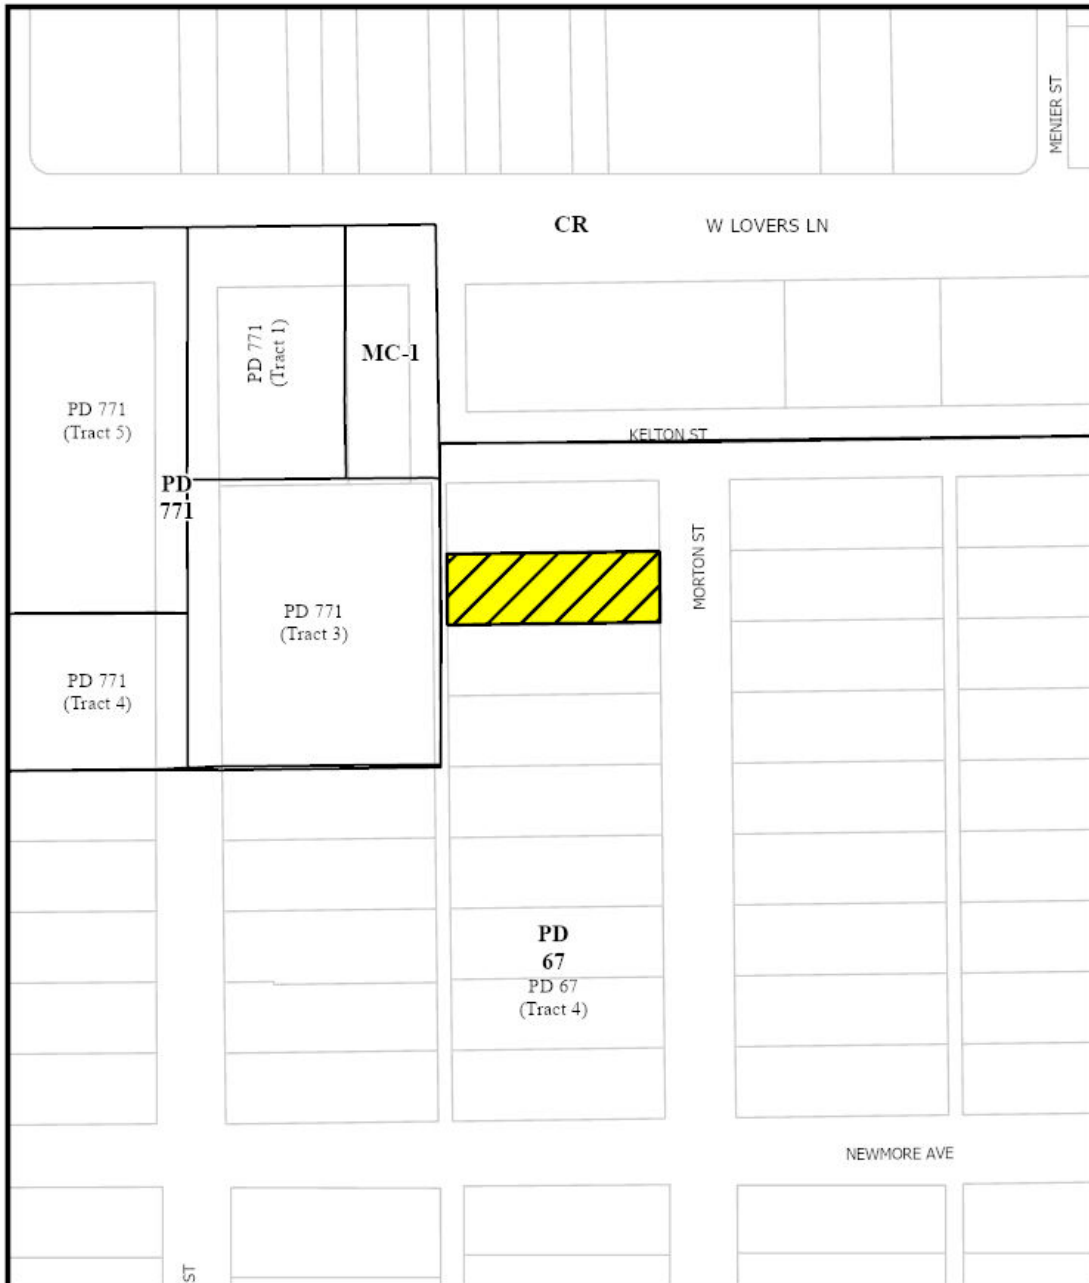 MENIER ST
CR
W LOVERS LN
PD 771
(Tract 1)
MC-1
PD 771
(Tract 5)
KELTON ST
PD
771
MORTON ST
PD 771
(Tract 3)
PD 771
(Tract 4)
PD
67
PD 67
(Tract 4)
NEWMORE AVE
ST